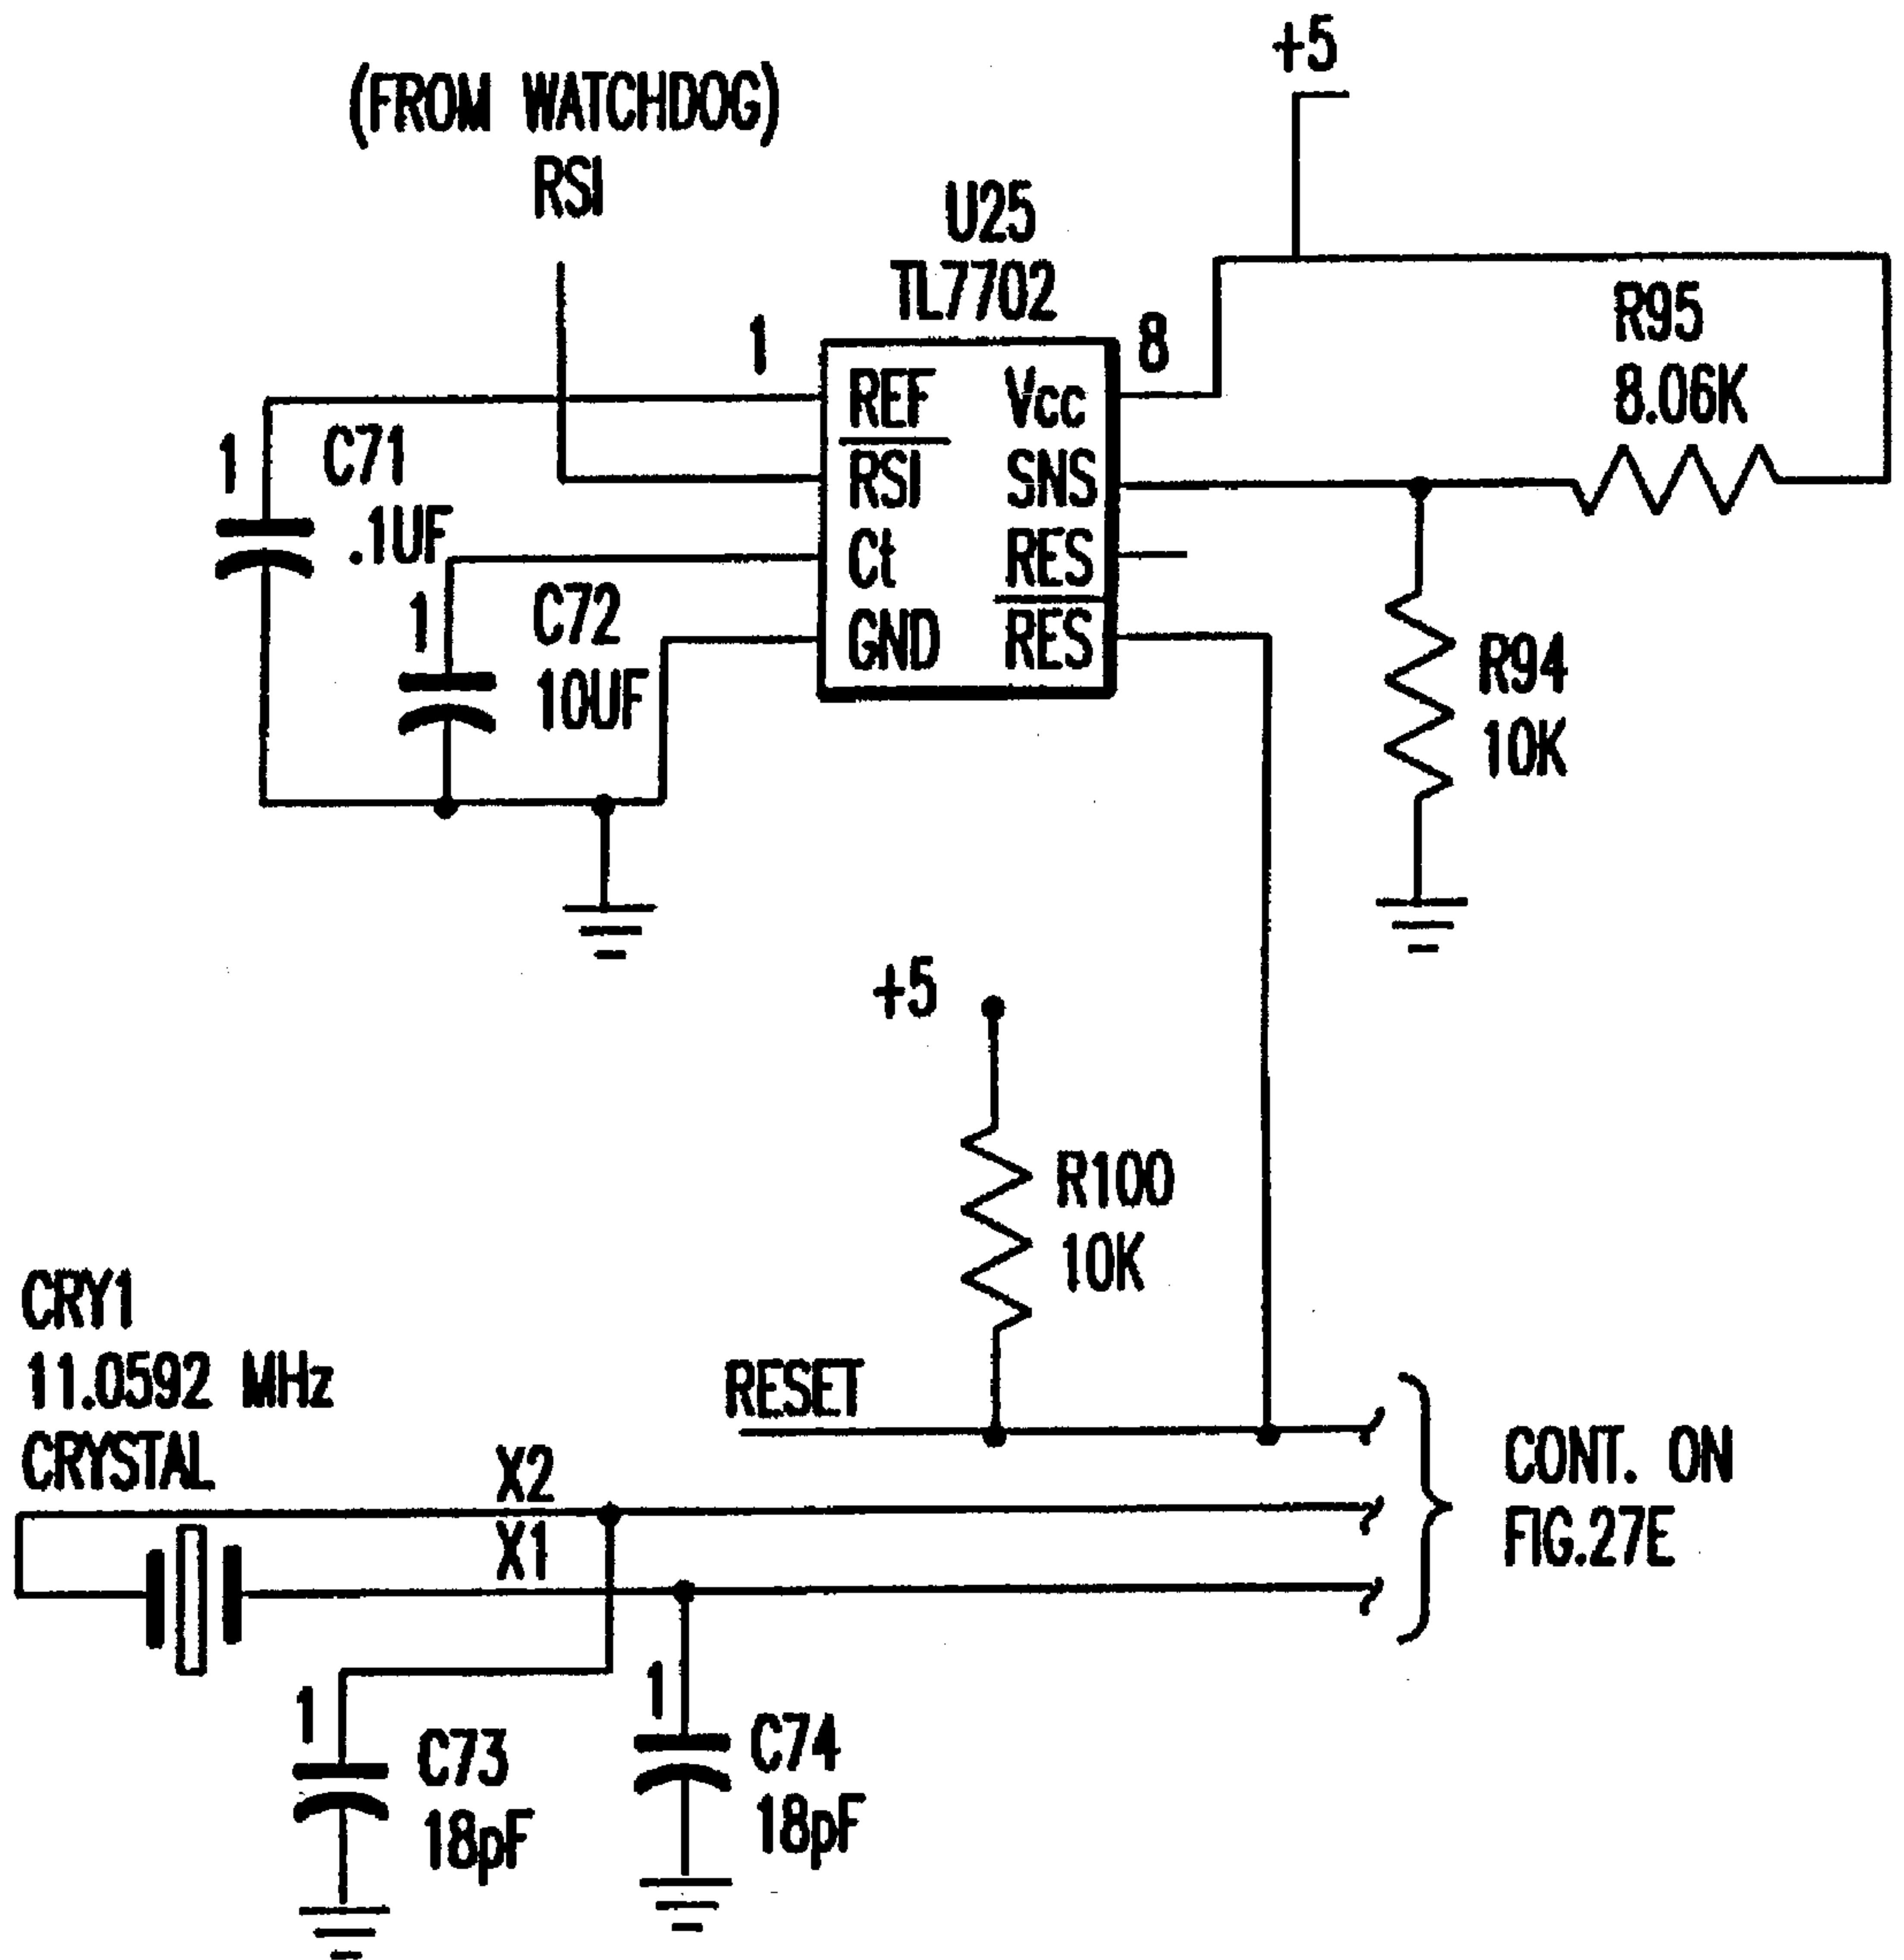 +5
(FROM WATCHDOG)
RSI
U25
TL7702
1
8
R95
8.06K
REF Vcc
RSI SNS
Ct RES
GND RES
1
C71
.1UF
1
C72
10UF
R94
10K
+5
R100
10K
CRY1
11.0592 MHz
CRYSTAL
RESET
X2
X1
CONT. ON
FIG.27E
1
C73
18pF
1
C74
18pF